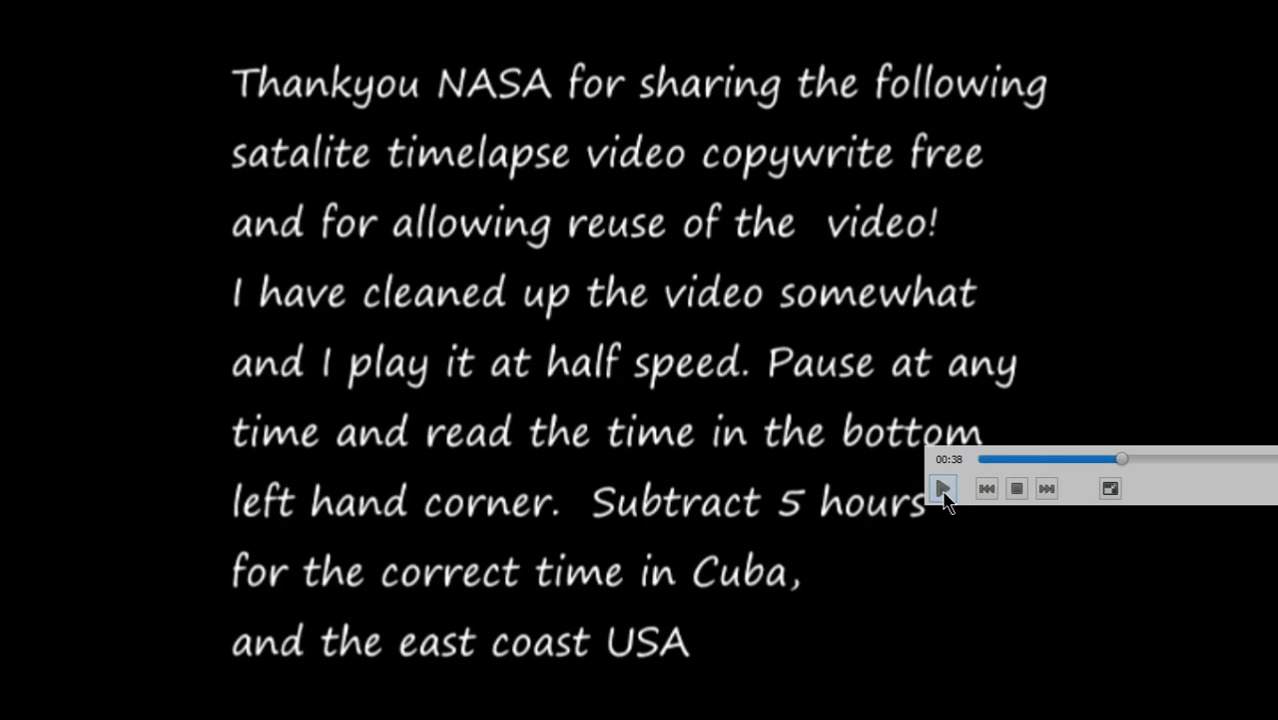 Thankyou NASA for sharing the following
satalite timelapse video copywrite free
and for allowing reuse of the video!
I have cleaned up the video somewhat
and I play it at half speed. Pause at any
time and read the time in the bottom
00:38
left hand corner. Subtract 5 hours
for the correct time in Cuba,
and the east coast USA